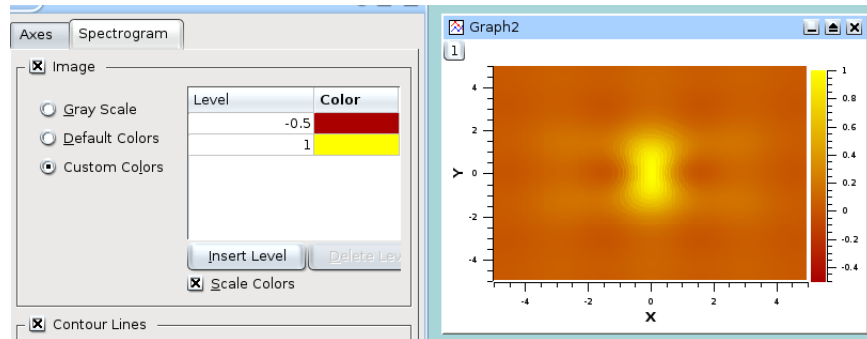 Axes Spectrogram
Image
Gray Scale
Default Colors
Custom Colors
Level Color
-0.5
1
Insert Level Delete Lev
Scale Colors
Contour Lines
Graph2
1
4
2
0
-2
-4
Y
-4 -2 0 2 4
X
1
0.8
0.6
0.4
0.2
0
-0.2
-0.4